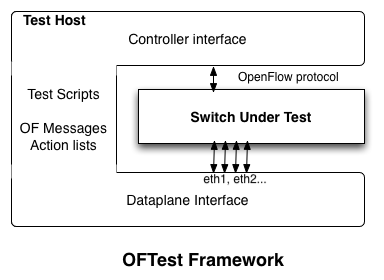 Test Host
Controller interface
OpenFlow protocol
Test Scripts
OF Messages
Action lists
Switch Under Test
eth1, eth2...
Dataplane Interface
OFTest Framework